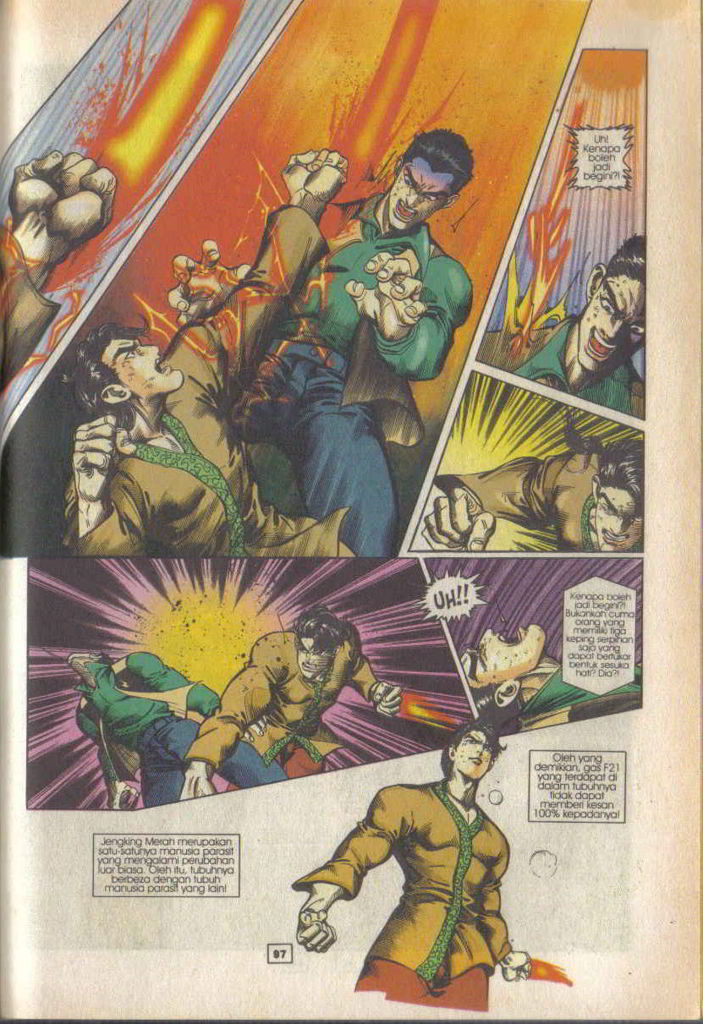 Uh!
Kenapa
boleh
jadi
begini?!
UH!!
Kenapa boleh
jadi begini?!
Bukankah cuma
orang yang
memiliki tiga
keping serpihan
saja yang
dapat bertukar
bentuk sesuka
hati? Dia?!
Oleh yang
demikian, gas F21
yang terdapat di
dalam tubuhnya
tidak dapat
memberi kesan
100% kepadanya!
Jengking Merah merupakan
satu-satunya manusia parasit
yang mengalami perubahan
luar biasa. Oleh itu, tubuhnya
berbeza dengan tubuh
manusia parasit yang lain!
97